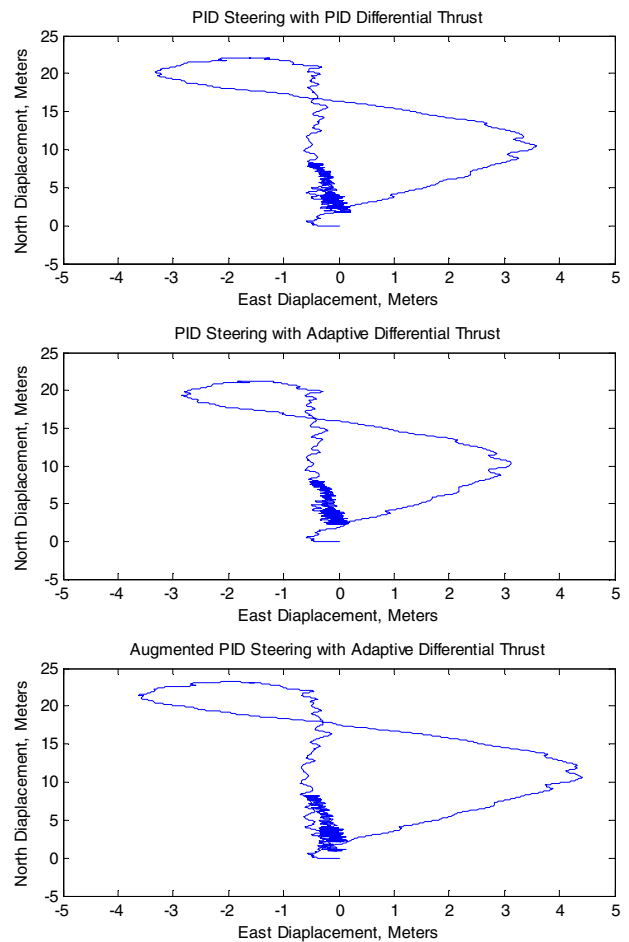 PID Steering with PID Differential Thrust
25
20
15
10
5
0
-5
North Diaplacement, Meters
-5 -4 -3 -2 -1 0 1 2 3 4 5
East Diaplacement, Meters
PID Steering with Adaptive Differential Thrust
25
20
15
10
5
0
-5
North Diaplacement, Meters
-5 -4 -3 -2 -1 0 1 2 3 4 5
East Diaplacement, Meters
Augmented PID Steering with Adaptive Differential Thrust
25
20
15
10
5
0
-5
North Diaplacement, Meters
-5 -4 -3 -2 -1 0 1 2 3 4 5
East Diaplacement, Meters